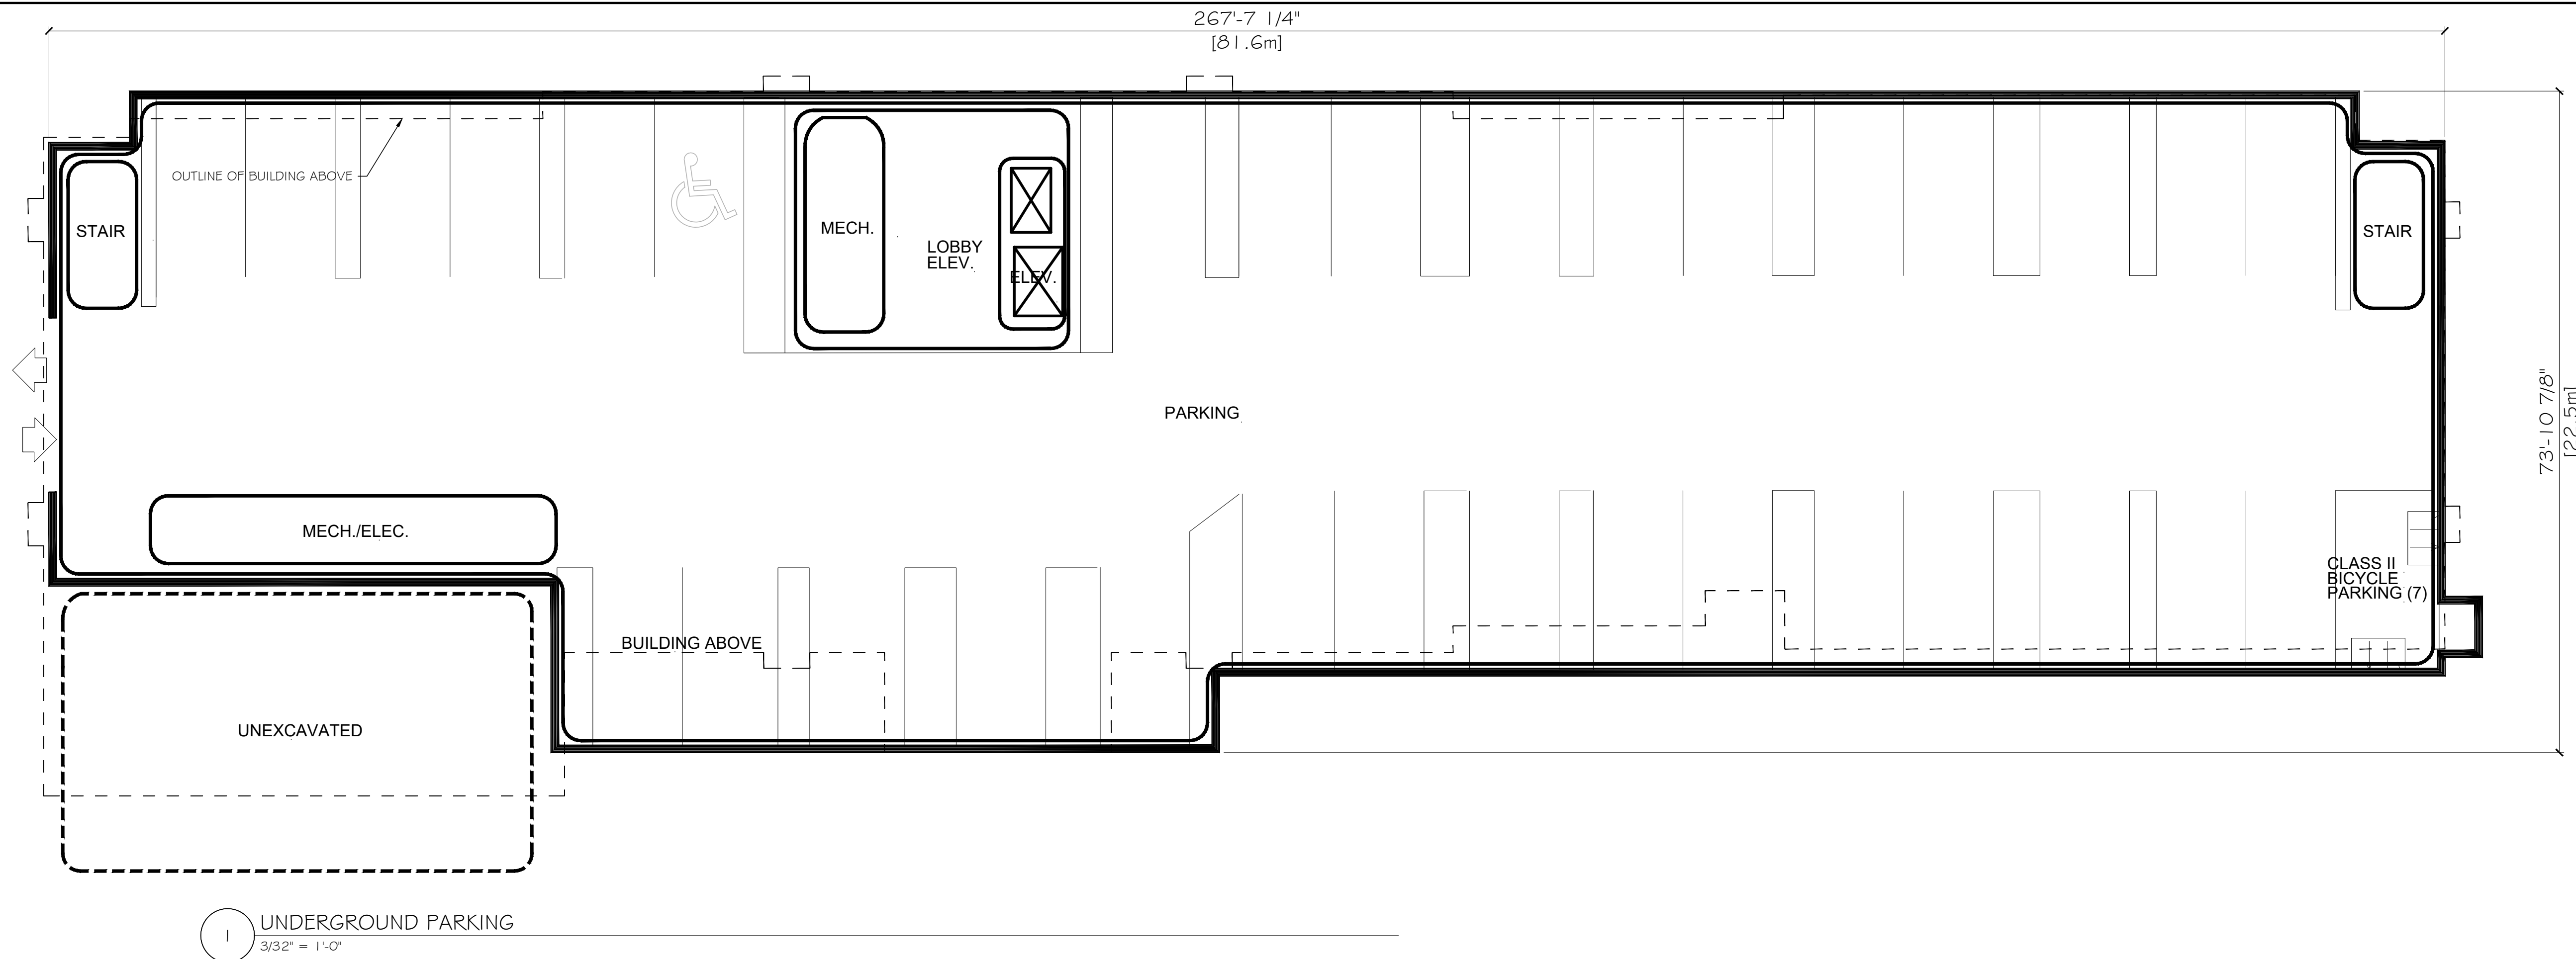 267'-7 1/4"
[81.6m]
OUTLINE OF BUILDING ABOVE
STAIR
MECH.
LOBBY
ELEV.
ELEV.
STAIR
PARKING
73'-10 7/8"
[22.5m]
MECH./ELEC.
CLASS II
BICYCLE
PARKING (7)
BUILDING ABOVE
UNEXCAVATED
1
UNDERGROUND PARKING
3/32" = 1'-0"